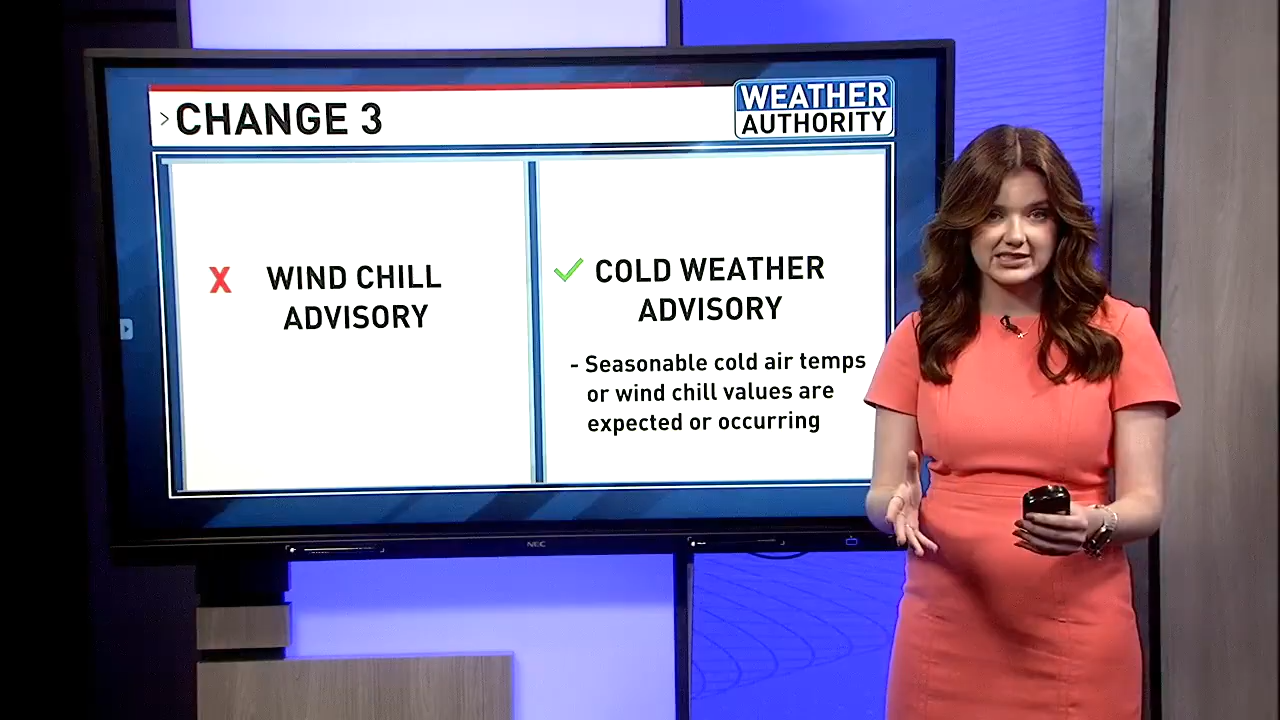 > CHANGE 3
WEATHER
AUTHORITY
X WIND CHILL
ADVISORY
✓ COLD WEATHER
ADVISORY
- Seasonable cold air temps
or wind chill values are
expected or occurring
NEC